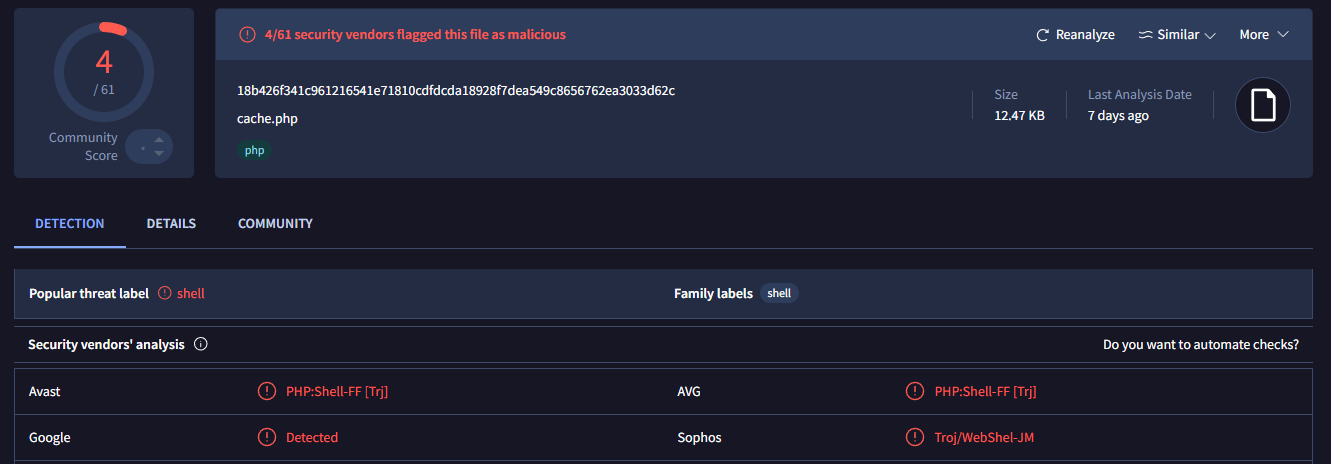 4
/ 61
Community
Score
4/61 security vendors flagged this file as malicious
Reanalyze
Similar
More
18b426f341c961216541e71810cdfdcda18928f7dea549c8656762ea3033d62c
cache.php
php
Size
12.47 KB
Last Analysis Date
7 days ago
DETECTION
DETAILS
COMMUNITY
Popular threat label shell
Family labels shell
Security vendors' analysis
Do you want to automate checks?
Avast PHP:Shell-FF [Trj]
AVG PHP:Shell-FF [Trj]
Google Detected
Sophos Troj/WebShel-JM